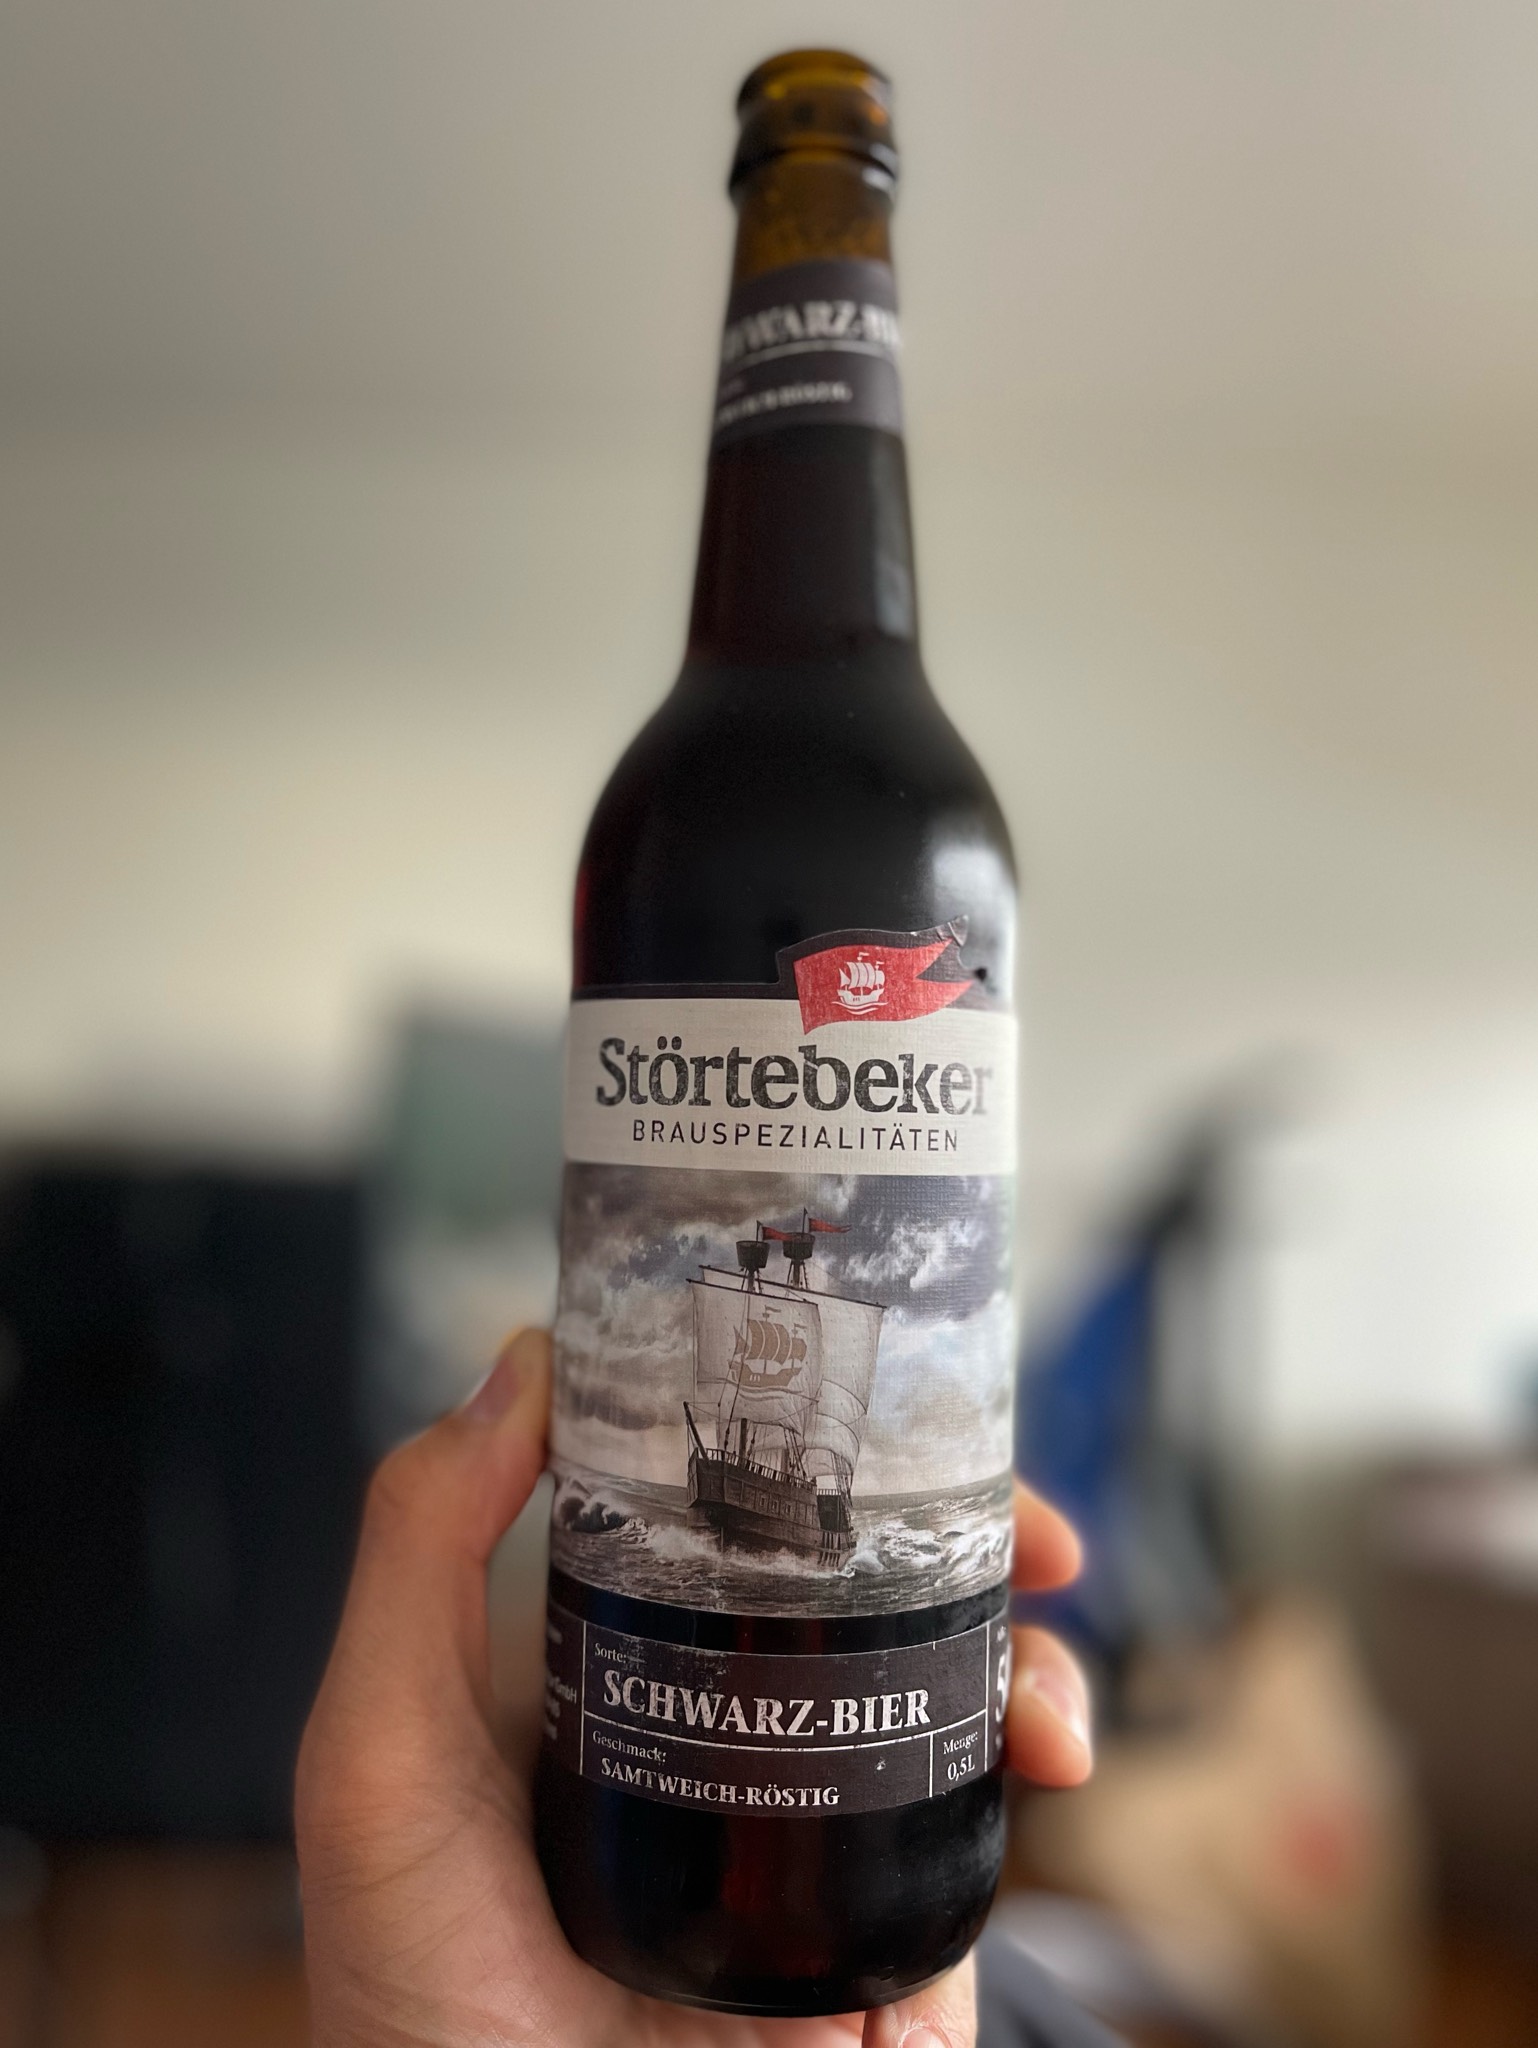 Störtebeker
BRAUSPEZIALITÄTEN
Sorte:
SCHWARZ-BIER
Geschmack:
SAMTWEICH-RÖSTIG
Menge:
0,5L